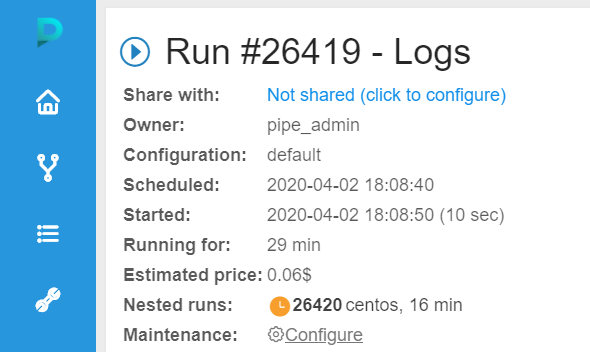 Run #26419 - Logs
Share with: Not shared (click to configure)
Owner: pipe_admin
Configuration: default
Scheduled: 2020-04-02 18:08:40
Started: 2020-04-02 18:08:50 (10 sec)
Running for: 29 min
Estimated price: 0.06$
Nested runs: 26420 centos, 16 min
Maintenance: Configure